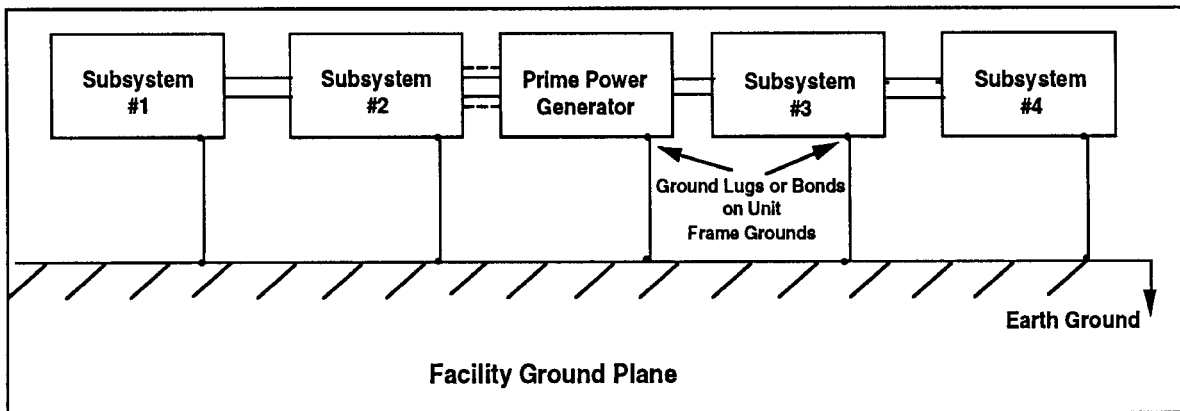 Subsystem
#1
Subsystem
#2
Prime Power
Generator
Subsystem
#3
Subsystem
#4
Ground Lugs or Bonds
on Unit
Frame Grounds
Earth Ground
Facility Ground Plane